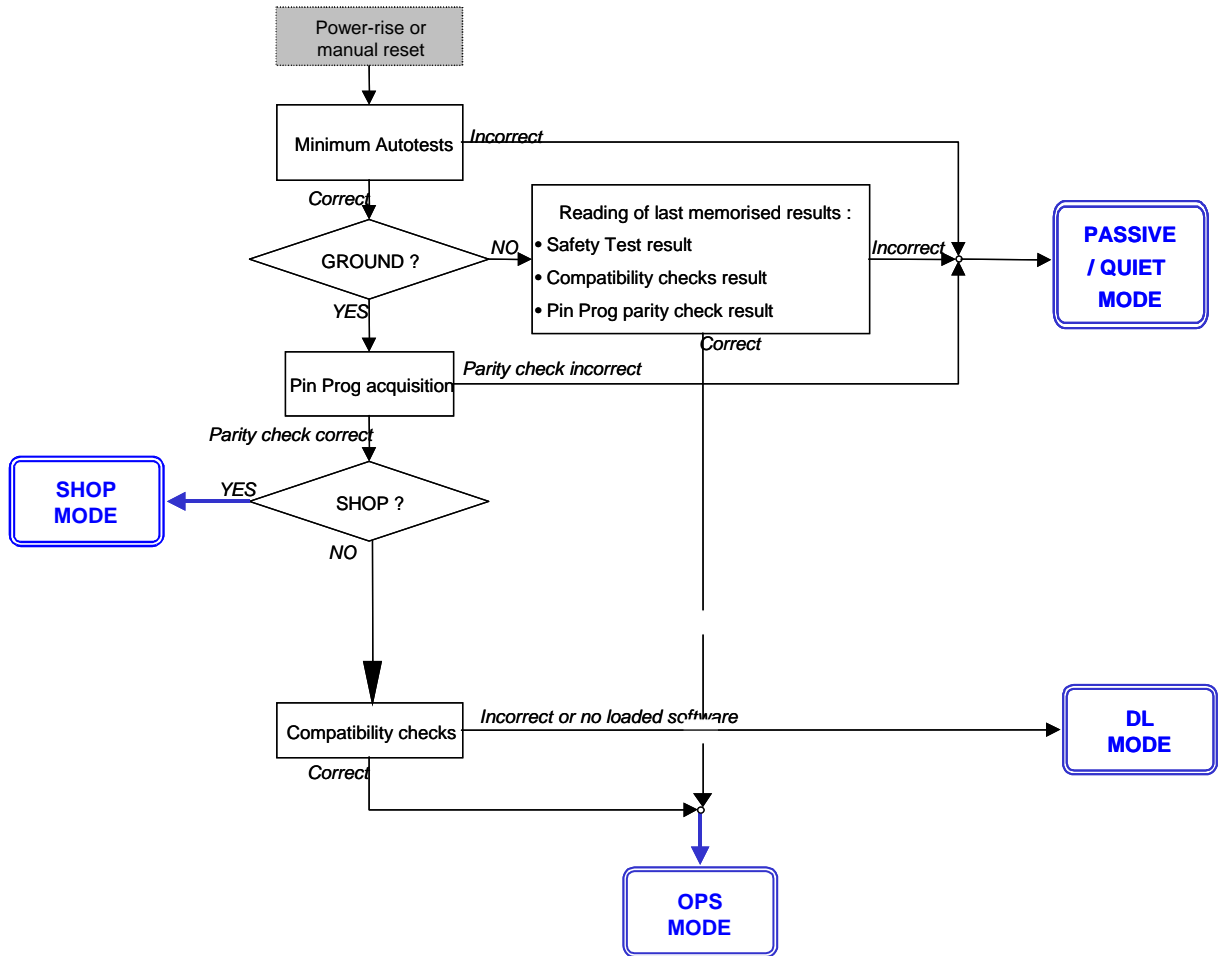 Power-rise or
manual reset
Minimum Autotests
Incorrect
Correct
Reading of last memorised results :
• Safety Test result
• Compatibility checks result
• Pin Prog parity check result
GROUND ?
NO
Incorrect
PASSIVE
/ QUIET
MODE
YES
Correct
Pin Prog acquisition
Parity check incorrect
Parity check correct
SHOP
MODE
YES
SHOP ?
NO
Compatibility checks
Incorrect or no loaded software
DL
MODE
Correct
OPS
MODE